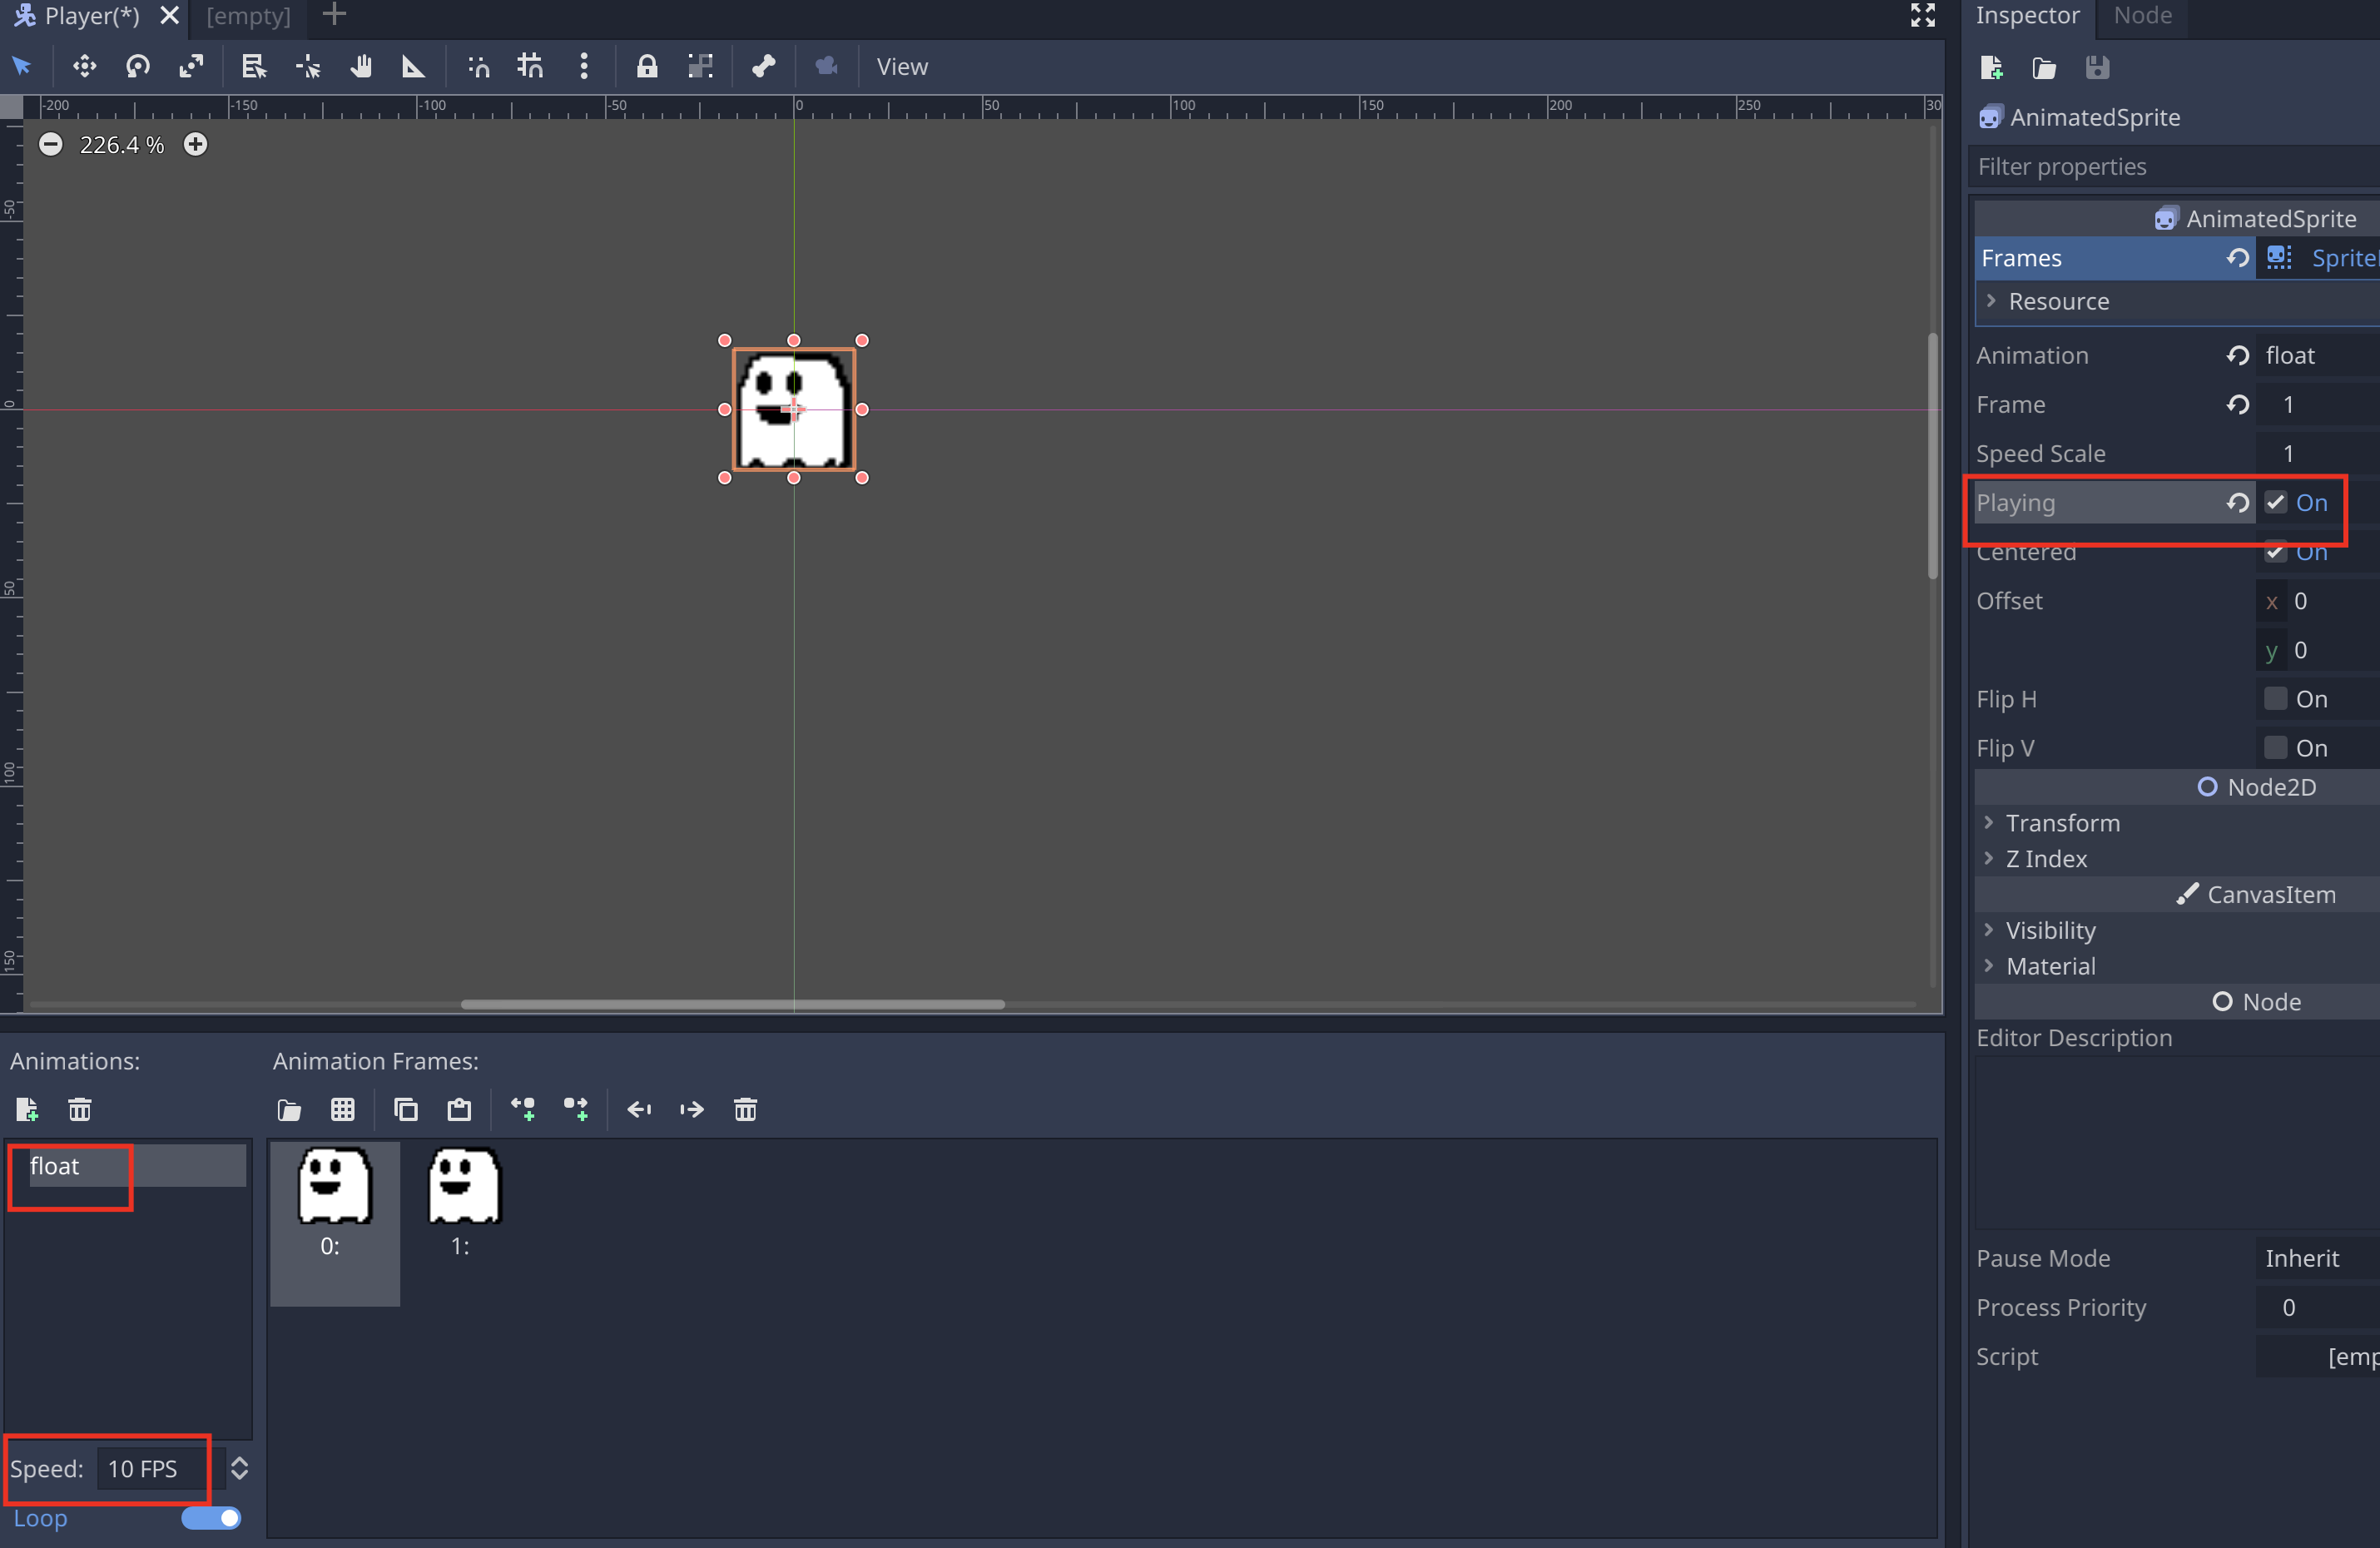 Player(*)
[empty]
Inspector
Node
View
-200 -150 -100 -50 0 50 100 150 200 250 30
226.4 %
-50
0
50
100
150
AnimatedSprite
Filter properties
AnimatedSprite
Frames Sprite
Resource
Animation float
Frame 1
Speed Scale 1
Playing On
Centered On
Offset x 0
y 0
Flip H On
Flip V On
Node2D
Transform
Z Index
CanvasItem
Visibility
Material
Node
Editor Description
Pause Mode Inherit
Process Priority 0
Script [emp
Animations:
Animation Frames:
float
0:
1:
Speed: 10 FPS
Loop